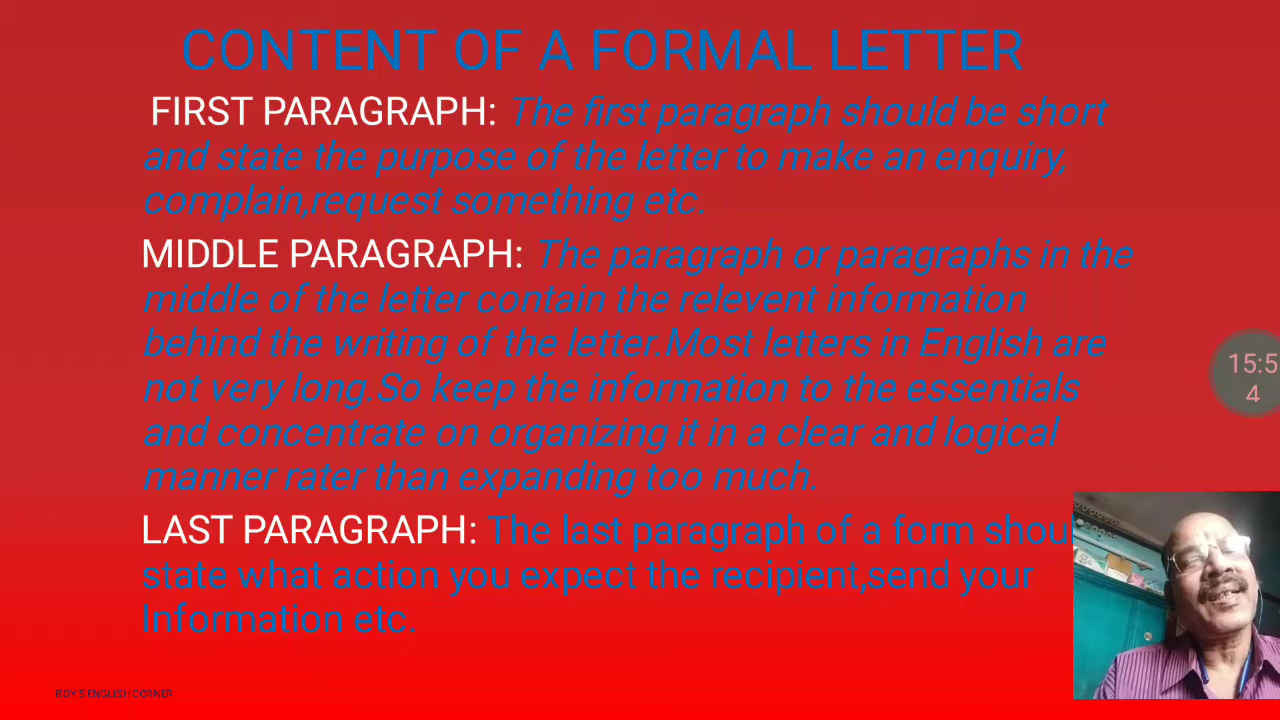 CONTENT OF A FORMAL LETTER
FIRST PARAGRAPH: The first paragraph should be short
and state the purpose of the letter to make an enquiry,
complain,request something etc.
MIDDLE PARAGRAPH: The paragraph or paragraphs in the
middle of the letter contain the relevent information
behind the writing of the letter.Most letters in English are
not very long.So keep the information to the essentials
and concentrate on organizing it in a clear and logical
manner rater than expanding too much.
LAST PARAGRAPH: The last paragraph of a form shou
state what action you expect the recipient,send your
Information etc.
15:5
4
ROY'S ENGLISH CORNER